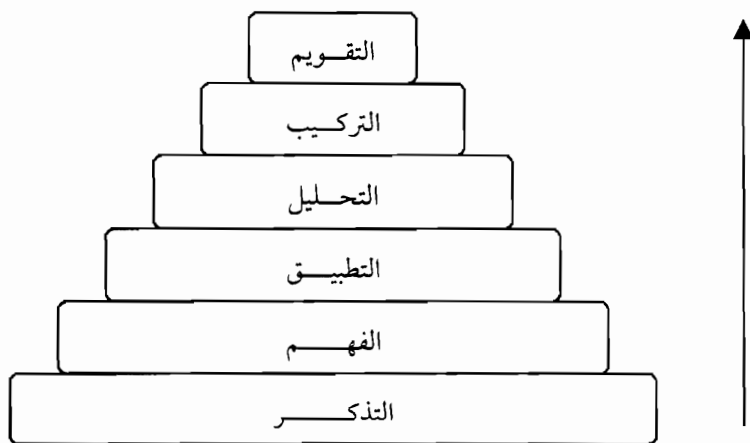 التقويم
التركيب
التحليل
التطبيق
الفهم
التذكر